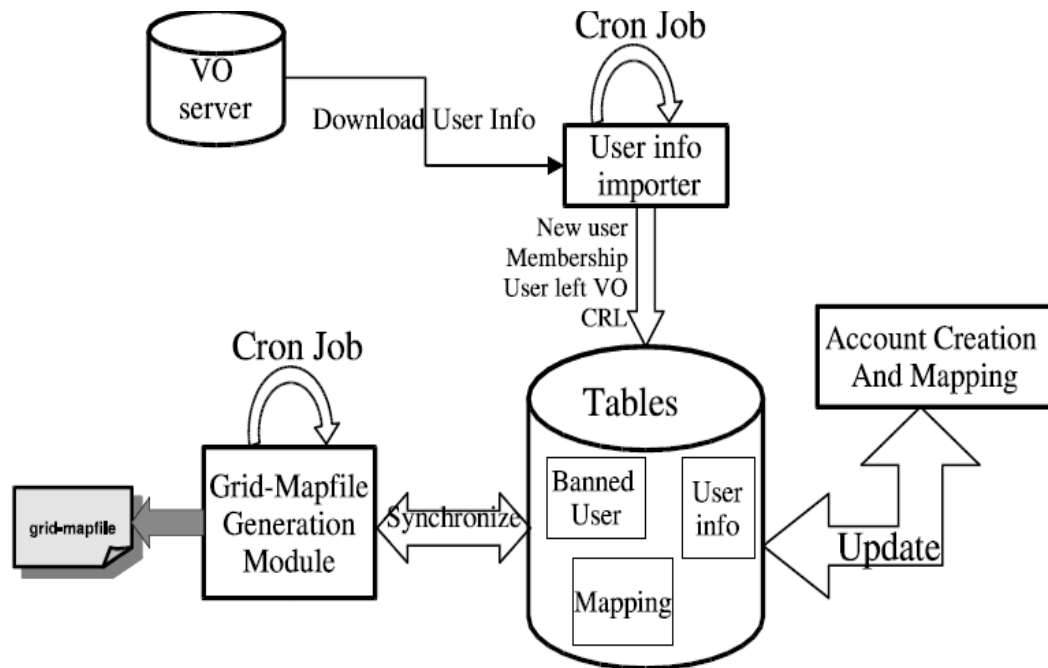 VO
server
Cron Job
Download User Info
User info
importer
New user
Membership
User left VO
CRL
Account Creation
And Mapping
Cron Job
Tables
Banned
User
User
info
Mapping
Grid-Mapfile
Generation
Module
Synchronize
grid-mapfile
Update